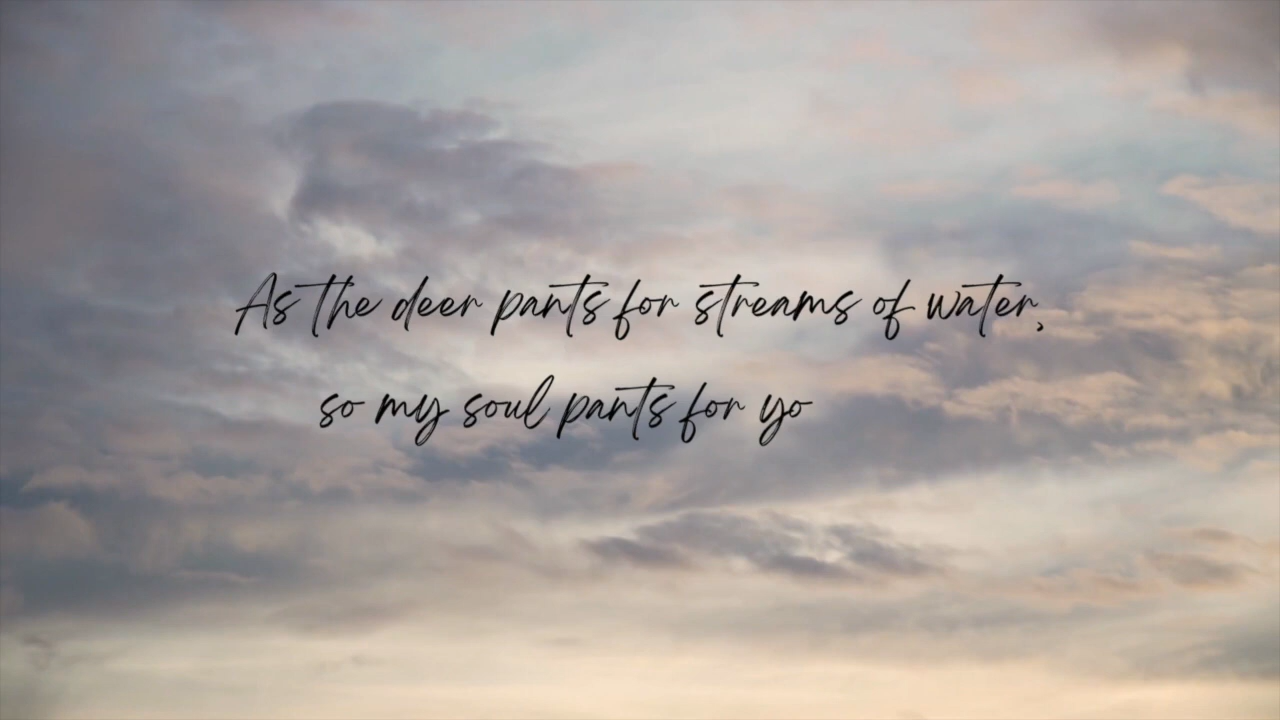 As the deer pants for streams of water,
so my soul pants for yo